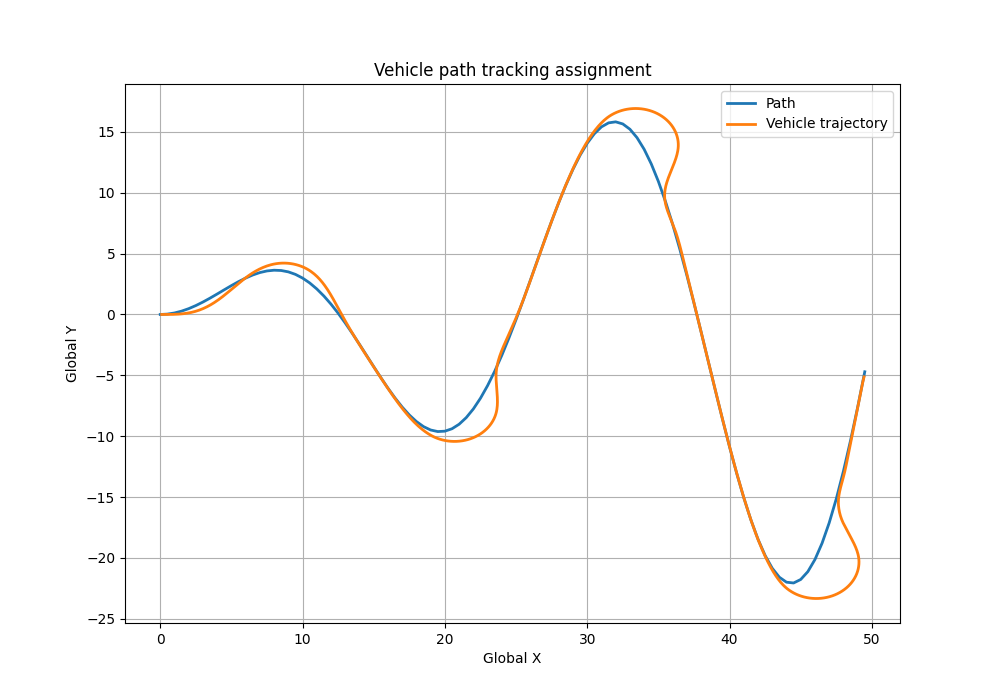 Vehicle path tracking assignment
Path
Vehicle trajectory
15
10
5
0
−5
−10
−15
−20
−25
Global Y
0 10 20 30 40 50
Global X